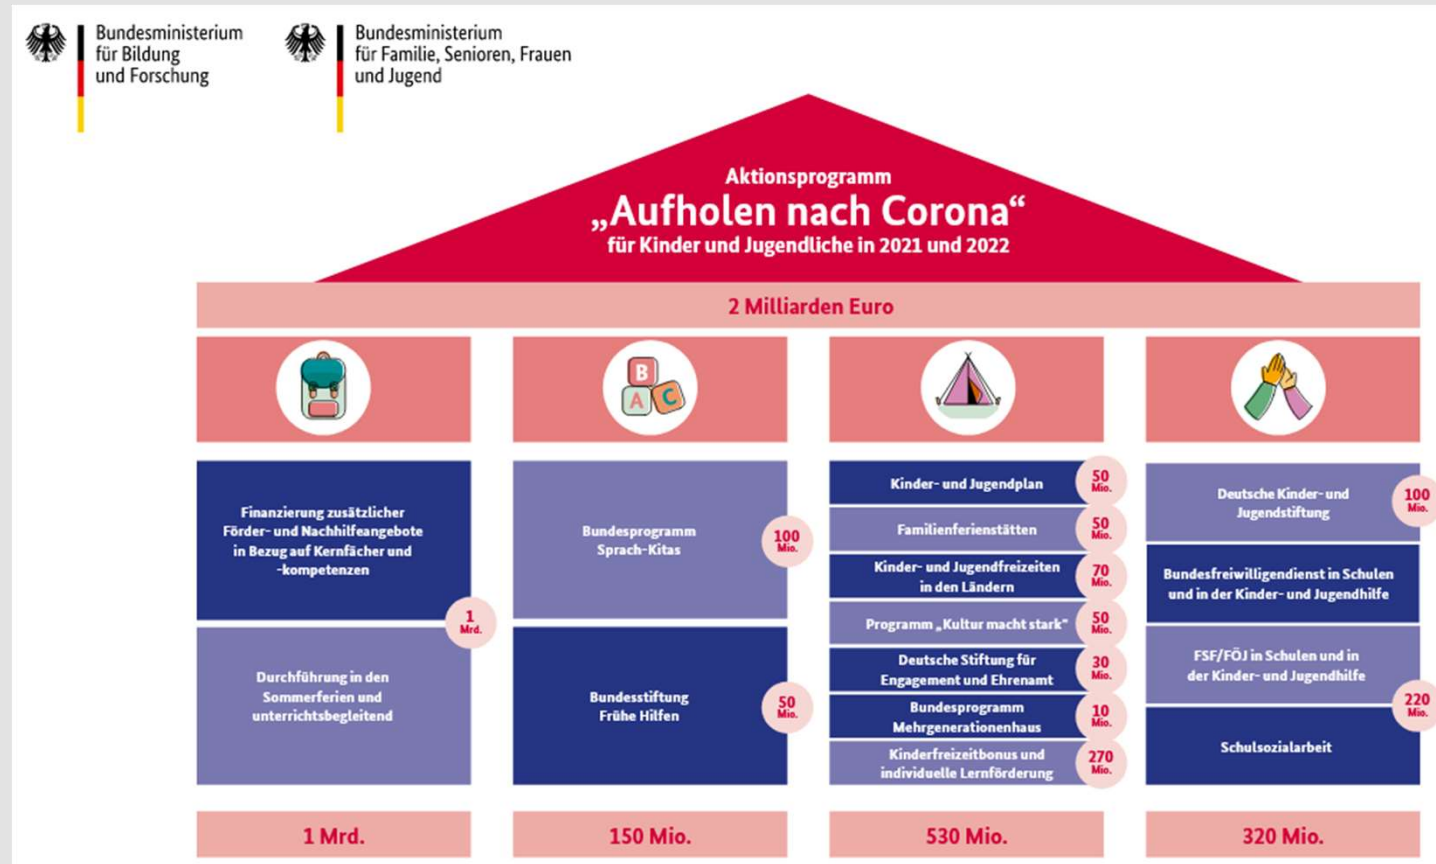 Bundesministerium
für Bildung
und Forschung
Bundesministerium
für Familie, Senioren, Frauen
und Jugend
Aktionsprogramm
„Aufholen nach Corona“
für Kinder und Jugendliche in 2021 und 2022
2 Milliarden Euro
B
A C
Finanzierung zusätzlicher
Förder- und Nachhilfeangebote
in Bezug auf Kernfächer und
-kompetenzen
1
Mrd.
Durchführung in den
Sommerferien und
unterrichtsbegleitend
1 Mrd.
Bundesprogramm
Sprach-Kitas
100
Mio.
Bundesstiftung
Frühe Hilfen
50
Mio.
150 Mio.
Kinder- und Jugendplan
50
Mio.
Familienferienstätten
50
Mio.
Kinder- und Jugendfreizeiten
in den Ländern
70
Mio.
Programm „Kultur macht stark“
50
Mio.
Deutsche Stiftung für
Engagement und Ehrenamt
30
Mio.
Bundesprogramm
Mehrgenerationenhaus
10
Mio.
Kinderfreizeitbonus und
individuelle Lernförderung
270
Mio.
530 Mio.
Deutsche Kinder- und
Jugendstiftung
100
Mio.
Bundesfreiwilligendienst in Schulen
und in der Kinder- und Jugendhilfe
FSF/FÖJ in Schulen und in
der Kinder- und Jugendhilfe
220
Mio.
Schulsozialarbeit
320 Mio.